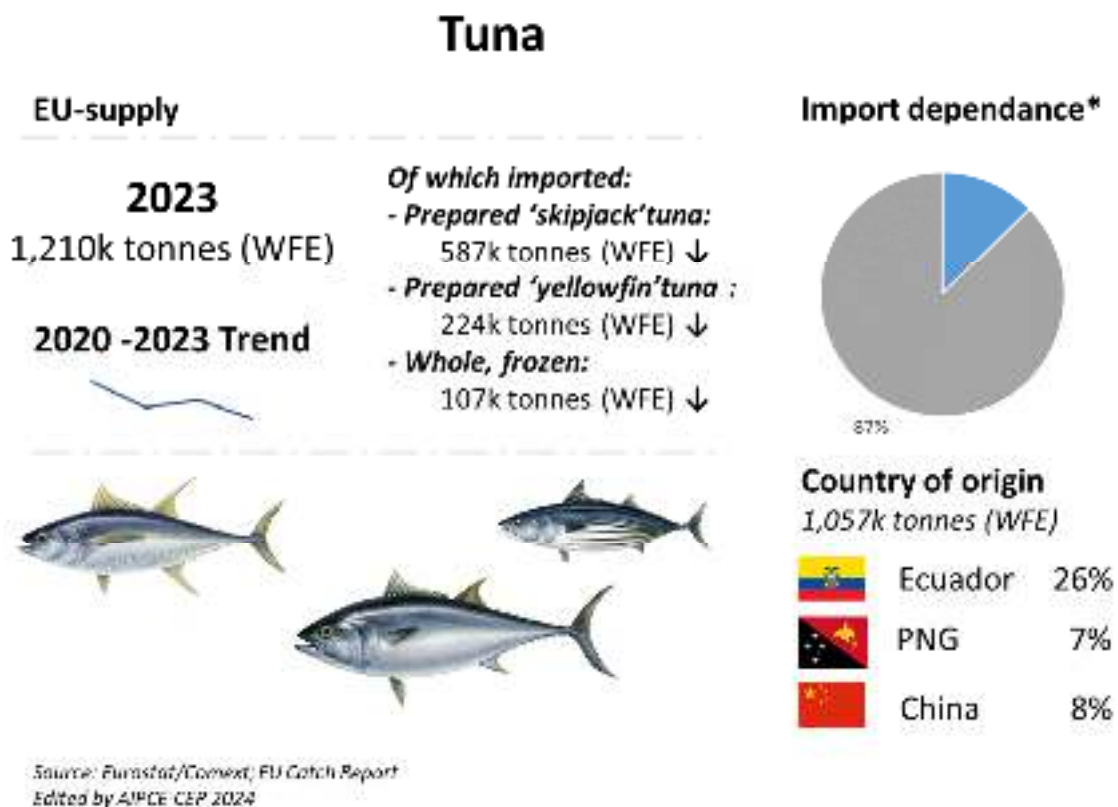 Tuna
EU-supply
2023
1,210k tonnes (WFE)
2020 -2023 Trend
Of which imported:
- Prepared ‘skipjack’tuna:
587k tonnes (WFE) ↓
- Prepared ‘yellowfin’tuna :
224k tonnes (WFE) ↓
- Whole, frozen:
107k tonnes (WFE) ↓
Import dependance*
87%
Country of origin
1,057k tonnes (WFE)
Ecuador 26%
PNG 7%
China 8%
Source: Eurostat/Comext; EU Catch Report
Edited by AIPCE-CEP 2024